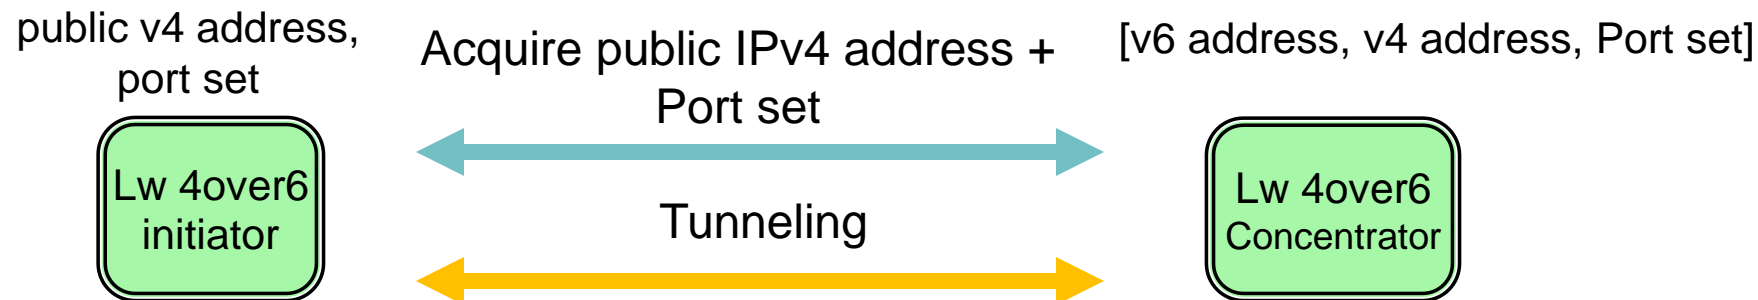 public v4 address,
port set
Acquire public IPv4 address +
Port set
[v6 address, v4 address, Port set]
Lw 4over6
initiator
Tunneling
Lw 4over6
Concentrator